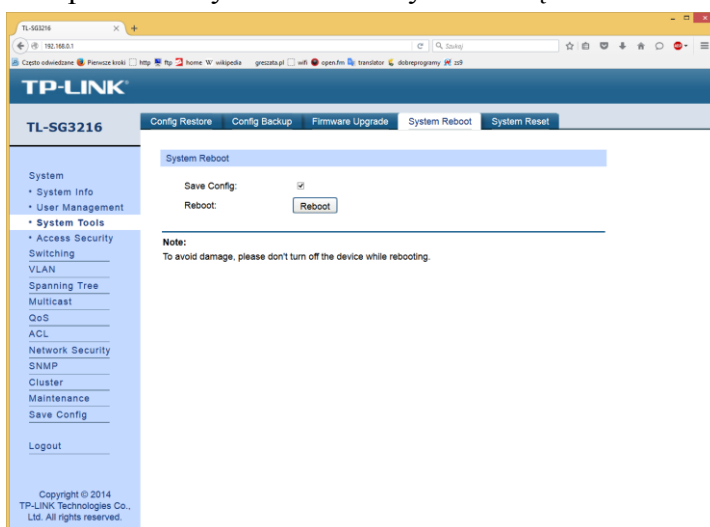 TL-SG3216
192.168.0.1
Szukaj
Często odwiedzane Pierwsze kroki http ftp home W wikipedia greszata.pl wifi open.fm translator dobreprogramy zs9
TP-LINK
TL-SG3216
Config Restore Config Backup Firmware Upgrade System Reboot System Reset
System Reboot
Save Config:
Reboot: Reboot
Note:
To avoid damage, please don't turn off the device while rebooting.
System
• System Info
• User Management
• System Tools
• Access Security
Switching
VLAN
Spanning Tree
Multicast
QoS
ACL
Network Security
SNMP
Cluster
Maintenance
Save Config
Logout
Copyright © 2014
TP-LINK Technologies Co.,
Ltd. All rights reserved.